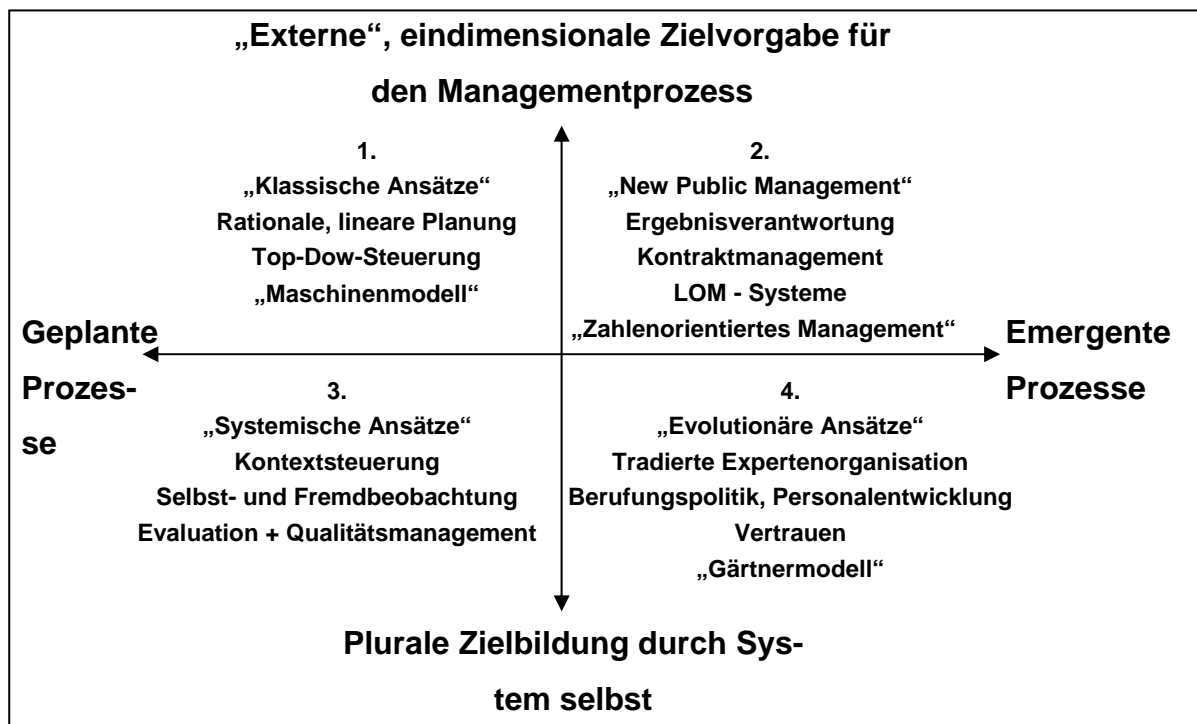 „Externe“, eindimensionale Zielvorgabe für
den Managementprozess
1.
„Klassische Ansätze“
Rationale, lineare Planung
Top-Dow-Steuerung
„Maschinenmodell“
2.
„New Public Management“
Ergebnisverantwortung
Kontraktmanagement
LOM - Systeme
„Zahlenorientiertes Management“
Geplante
Prozes-
se
Emergente
Prozesse
3.
„Systemische Ansätze“
Kontextsteuerung
Selbst- und Fremdbeobachtung
Evaluation + Qualitätsmanagement
4.
„Evolutionäre Ansätze“
Tradierte Expertenorganisation
Berufungspolitik, Personalentwicklung
Vertrauen
„Gärtnermodell“
Plurale Zielbildung durch Sys-
tem selbst